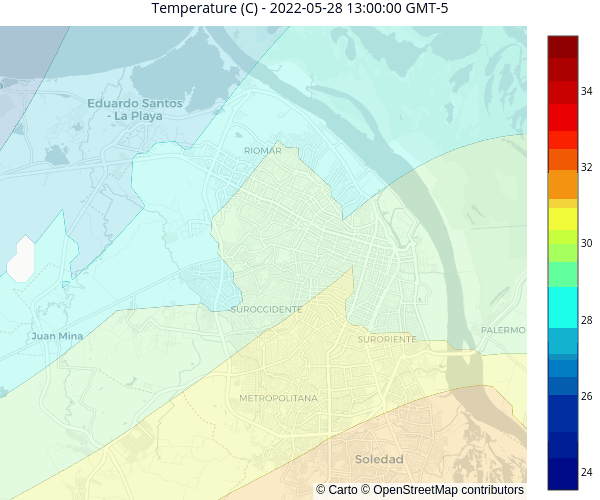 Temperature (C) - 2022-05-28 13:00:00 GMT-5
Eduardo Santos
- La Playa
RIOMAR
SUROCCIDENTE
Juan Mina
SURORIENTE
PALERMO
METROPOLITANA
Soledad
© Carto © OpenStreetMap contributors
34
32
30
28
26
24